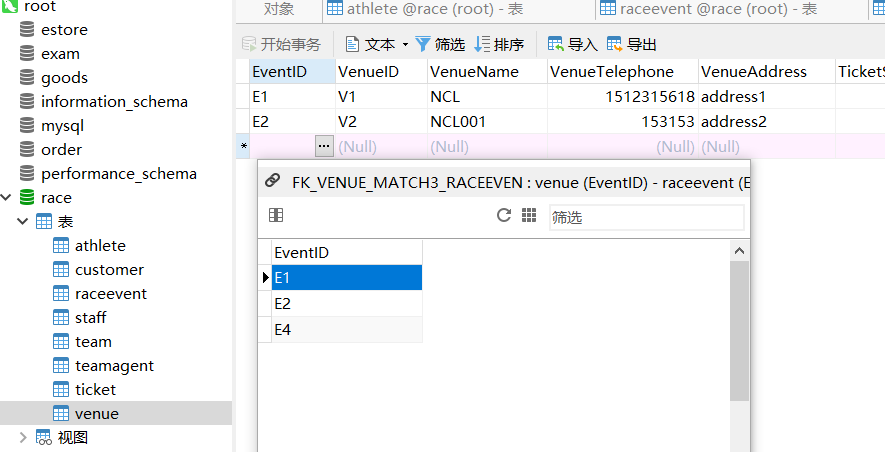 root
estore
exam
goods
information_schema
mysql
order
performance_schema
race
表
athlete
customer
raceevent
staff
team
teamagent
ticket
venue
视图
对象 athlete @race (root) - 表 raceevent @race (root) - 表
开始事务 文本 筛选 排序 导入 导出
EventID VenueID VenueName VenueTelephone VenueAddress TicketS
E1 V1 NCL 1512315618 address1
E2 V2 NCL001 153153 address2
* ... (Null) (Null) (Null) (Null)
FK_VENUE_MATCH3_RACEEVEN : venue (EventID) - raceevent (E
筛选
EventID
E1
E2
E4